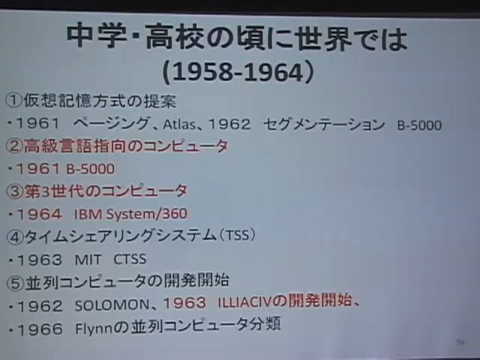 中学・高校の頃に世界では
(1958-1964)
①仮想記憶方式の提案
・1961 ページング、Atlas、1962 セグメンテーション B-5000
②高級言語指向のコンピュータ
・1961 B-5000
③第3世代のコンピュータ
・1964 IBM System/360
④タイムシェアリングシステム(TSS)
・1963 MIT CTSS
⑤並列コンピュータの開発開始
・1962 SOLOMON、1963 ILLIACIVの開発開始、
・1966 Flynnの並列コンピュータ分類